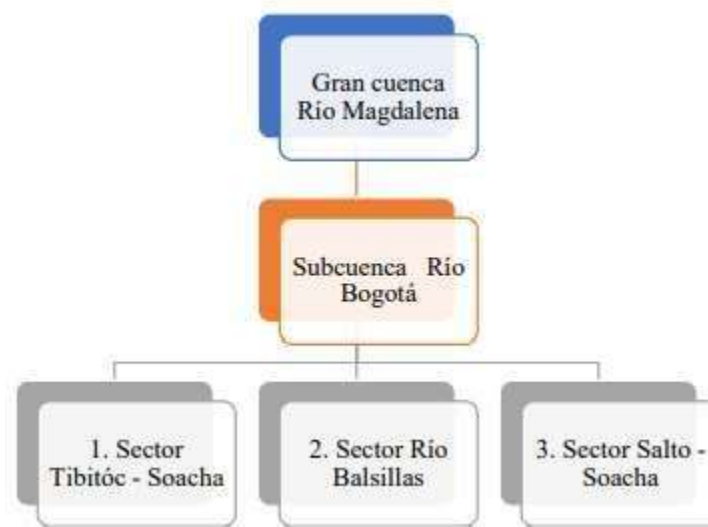 Gran cuenca
Río Magdalena
Subcuenca Río
Bogotá
1. Sector
Tibitóc - Soacha
2. Sector Río
Balsillas
3. Sector Salto -
Soacha